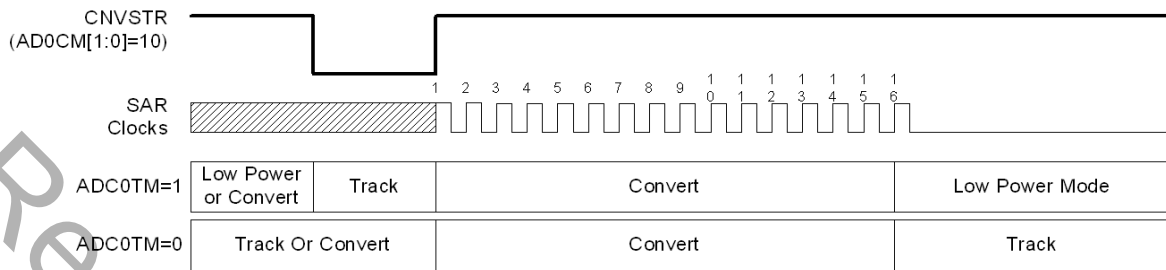 CNVSTR
(AD0CM[1:0]=10)
1 2 3 4 5 6 7 8 9 10 11 12 13 14 15 16
SAR
Clocks
ADC0TM=1
Low Power
or Convert
Track
Convert
Low Power Mode
ADC0TM=0
Track Or Convert
Convert
Track
Re